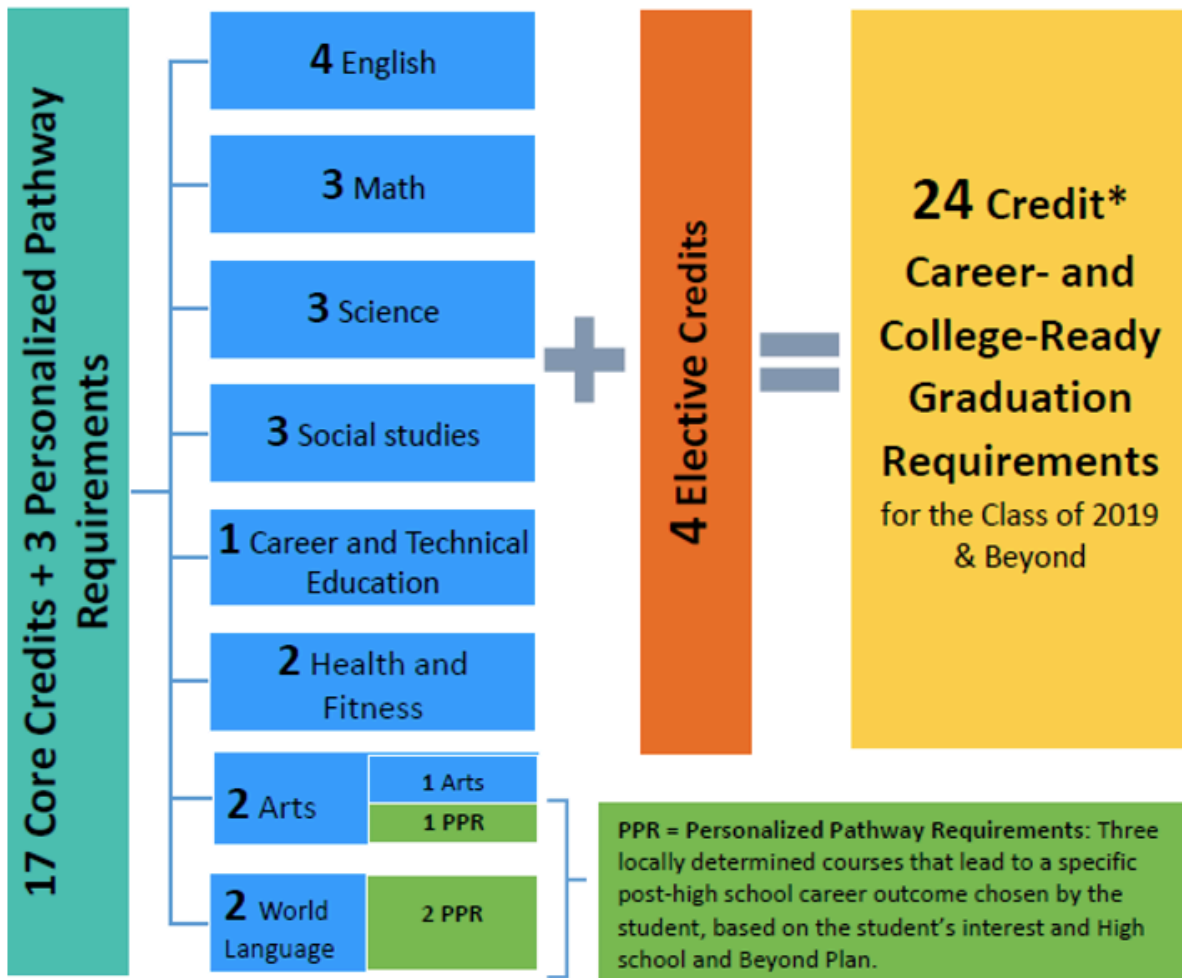 17 Core Credits + 3 Personalized Pathway
Requirements
4 English
3 Math
3 Science
3 Social studies
1 Career and Technical
Education
2 Health and
Fitness
2 Arts
1 Arts
1 PPR
2 World
Language
2 PPR
4 Elective Credits
24 Credit*
Career- and
College-Ready
Graduation
Requirements
for the Class of 2019
& Beyond
PPR = Personalized Pathway Requirements: Three
locally determined courses that lead to a specific
post-high school career outcome chosen by the
student, based on the student's interest and High
school and Beyond Plan.